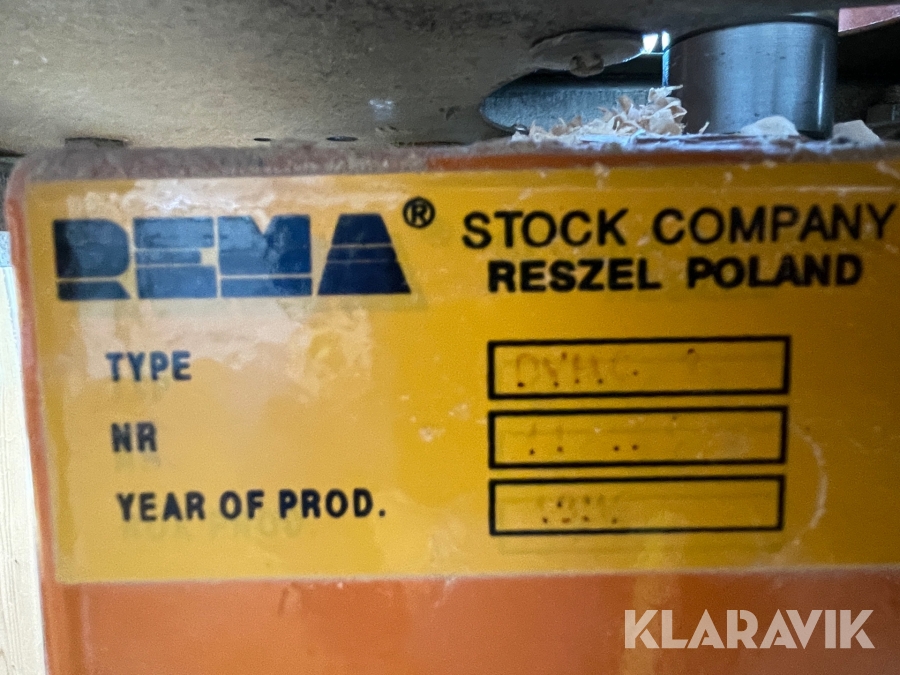 REMA® STOCK COMPANY
RESZEL POLAND
TYPE
NR
YEAR OF PROD.
KLARAVIK